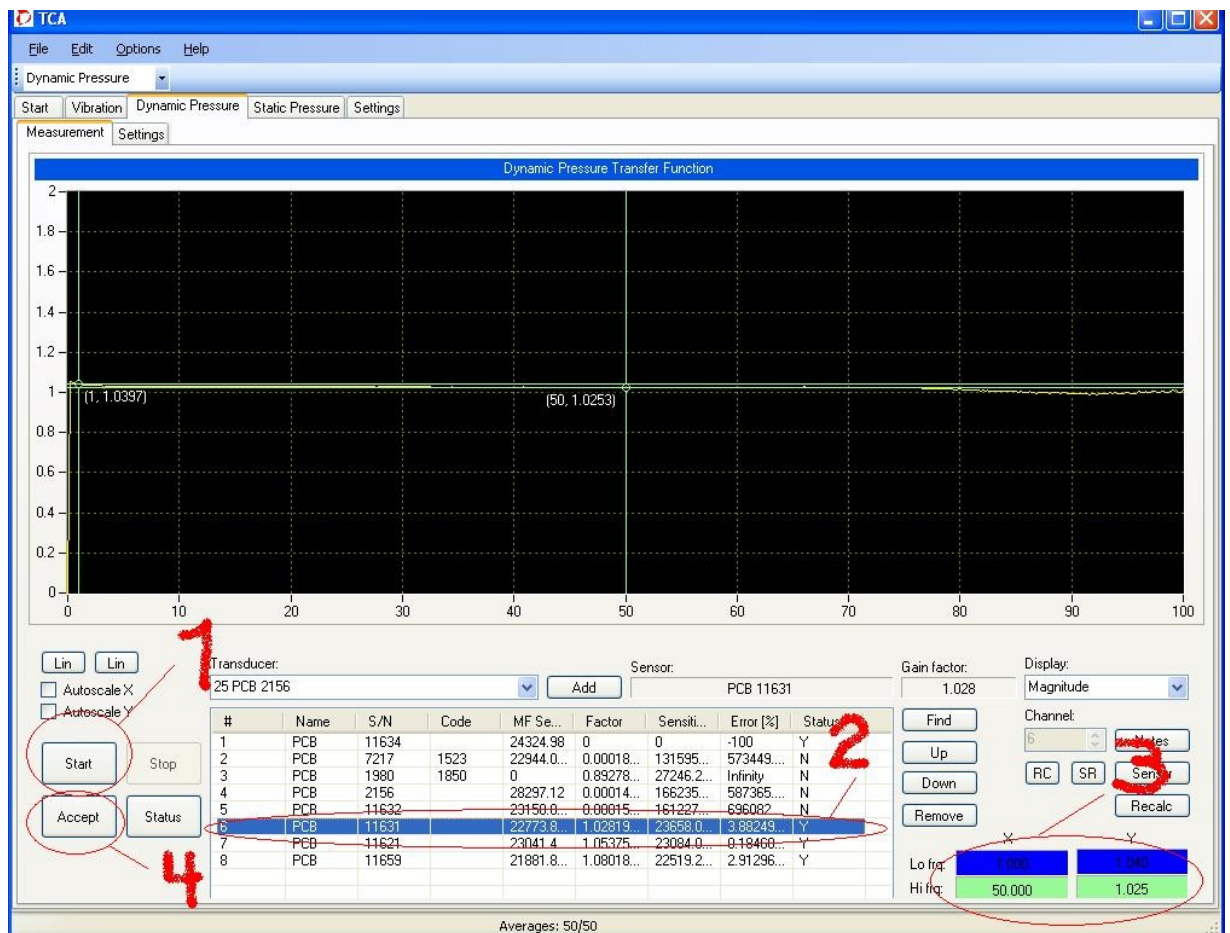 TCA
File Edit Options Help
Dynamic Pressure
Start Vibration Dynamic Pressure Static Pressure Settings
Measurement Settings
Dynamic Pressure Transfer Function
2
1.8
1.6
1.4
1.2
1
0.8
0.6
0.4
0.2
0
(1, 1.0397)
(50, 1.0253)
0 10 20 30 40 50 60 70 80 90 100
1
Lin Lin
Autoscale X
Autoscale Y
Start Stop
Accept Status
4
Transducer:
25 PCB 2156
Add
Sensor:
PCB 11631
Gain factor:
1.028
Display:
Magnitude
# Name S/N Code MF Se... Factor Sensiti... Error [%] Status
1 PCB 11634 24324.98 0 0 -100 Y
2 PCB 7217 1523 22944.0... 0.00018... 131595... 573449.... N
3 PCB 1980 1850 0 0.89278... 27246.2... Infinity N
4 PCB 2156 28297.12 0.00014... 166235... 587365.... N
5 PCB 11632 23150.0... 0.00015... 161227... 696082 N
6 PCB 11631 22773.8... 1.02819... 23658.0... 3.88249... Y
7 PCB 11621 23041.4... 1.05375... 23084.0... 0.18460... Y
8 PCB 11659 21881.8... 1.08018... 22519.2... 2.91296... Y
2
Find
Up
Down
Remove
Channel:
6
Notes
RC SR Sensor
Recalc
3
X Y
Lo frq: 1.000 1.040
Hi frq: 50.000 1.025
Averages: 50/50